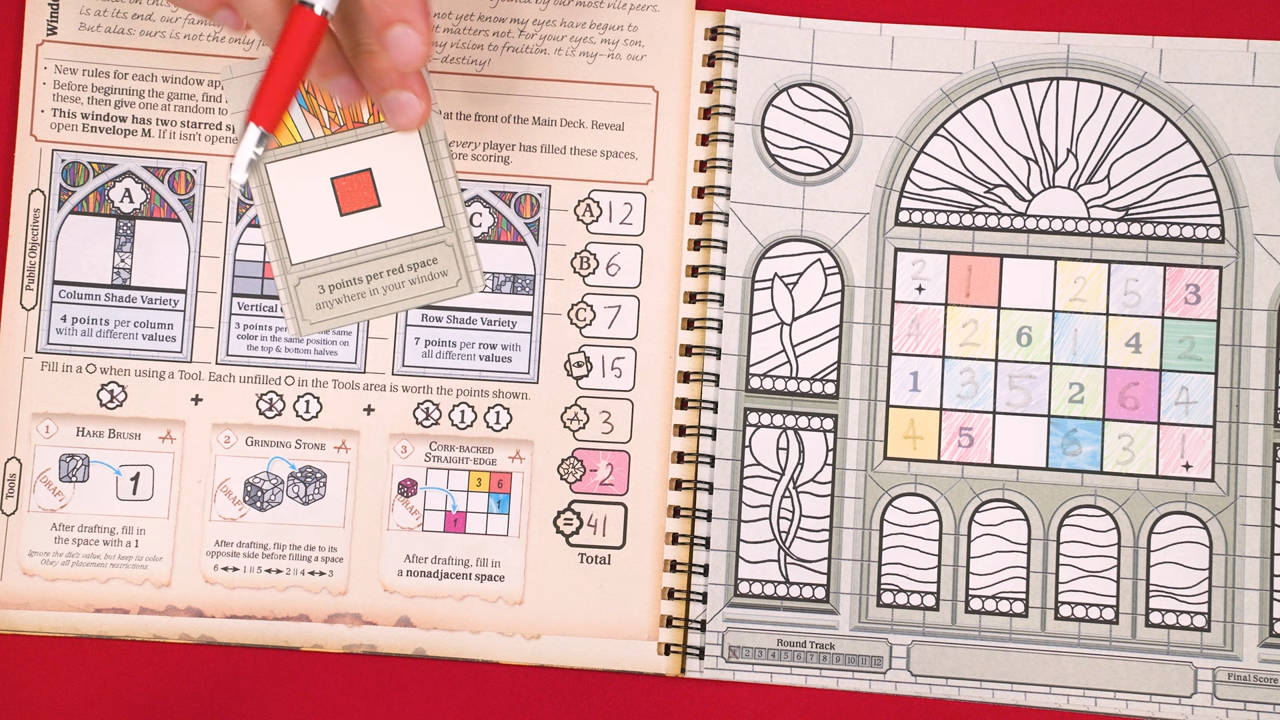 is at its end, our family
But alas: ours is not the only
our most vile peers.
not yet know my eyes have begun to
it matters not. For your eyes, my son,
my vision to fruition. It is my–no, our
–destiny!
• New rules for each window
• Before beginning the game, find
these, then give one at random to
• This window has two starred
open Envelope M. If it isn't
at the front of the Main Deck. Reveal
every player has filled these spaces,
scoring.
Public Objectives
A
Column Shade Variety
4 points per column
with all different values
Vertical
3 points
same
color in the same position on
the top & bottom halves
3 points per red space
anywhere in your window
C
Row Shade Variety
7 points per row with
all different values
A 12
B 6
C 7
15
3
-2
= 41
Total
Fill in a when using a Tool. Each unfilled in the Tools area is worth the points shown.
1 + 1 1 + 1 1 1
Tools
1 Hake Brush
DRAFT
1
After drafting, fill in
the space with a 1
Ignore the die's value, but keep its color.
Obey all placement restrictions.
2 Grinding Stone
DRAFT
After drafting, flip the die to its
opposite side before filling a space
6 ◄► 1 || 5 ◄► 2 || 4 ◄► 3
3 Cork-Backed
Straight-edge
DRAFT
3 6
1
1
After drafting, fill in
a nonadjacent space
2 1 2 5 3
4 2 6 1 4 2
1 3 5 2 6 4
4 5 6 3
Round Track
2 3 4 5 6 7 8 9 10 11 12
Final Score